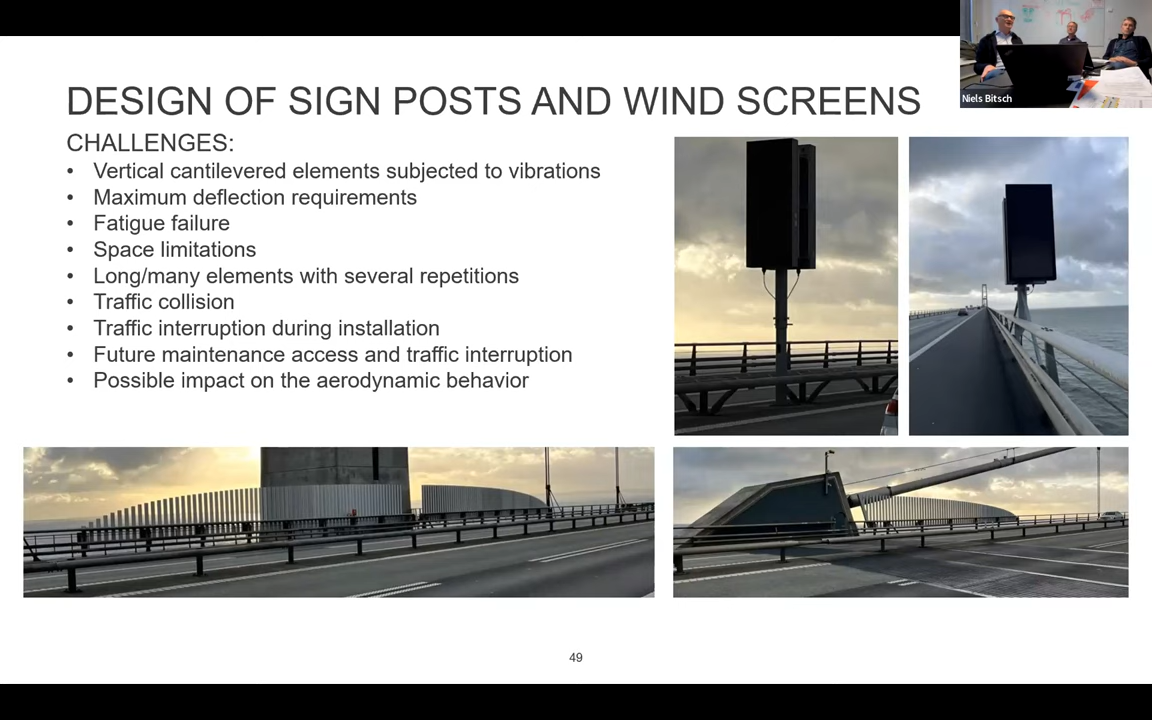 DESIGN OF SIGN POSTS AND WIND SCREENS
CHALLENGES:
• Vertical cantilevered elements subjected to vibrations
• Maximum deflection requirements
• Fatigue failure
• Space limitations
• Long/many elements with several repetitions
• Traffic collision
• Traffic interruption during installation
• Future maintenance access and traffic interruption
• Possible impact on the aerodynamic behavior
49
Niels Bitsch